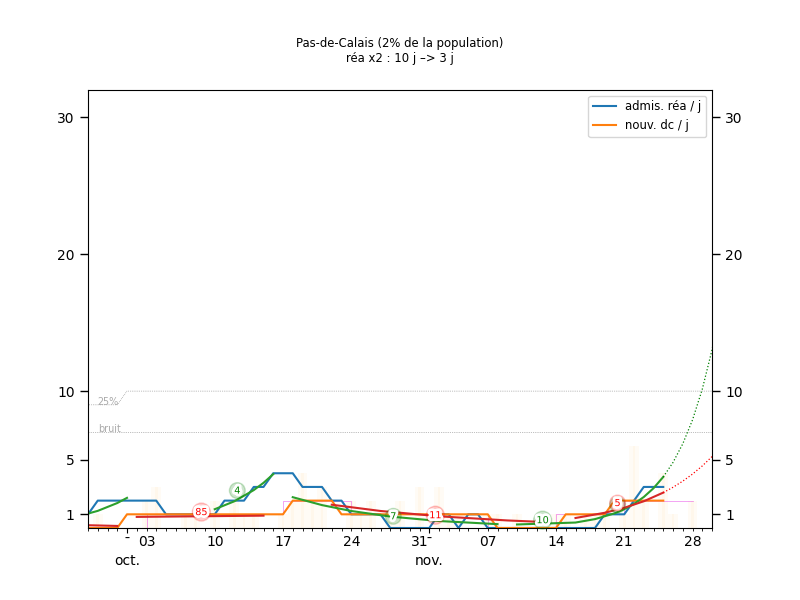 Pas-de-Calais (2% de la population)
réa x2 : 10 j –> 3 j
admis. réa / j
nouv. dc / j
30
30
20
20
10
10
25%
bruit
5
5
4
85
7
11
10
5
1
1
- 03 10 17 24 31 07 14 21 28
oct. nov.